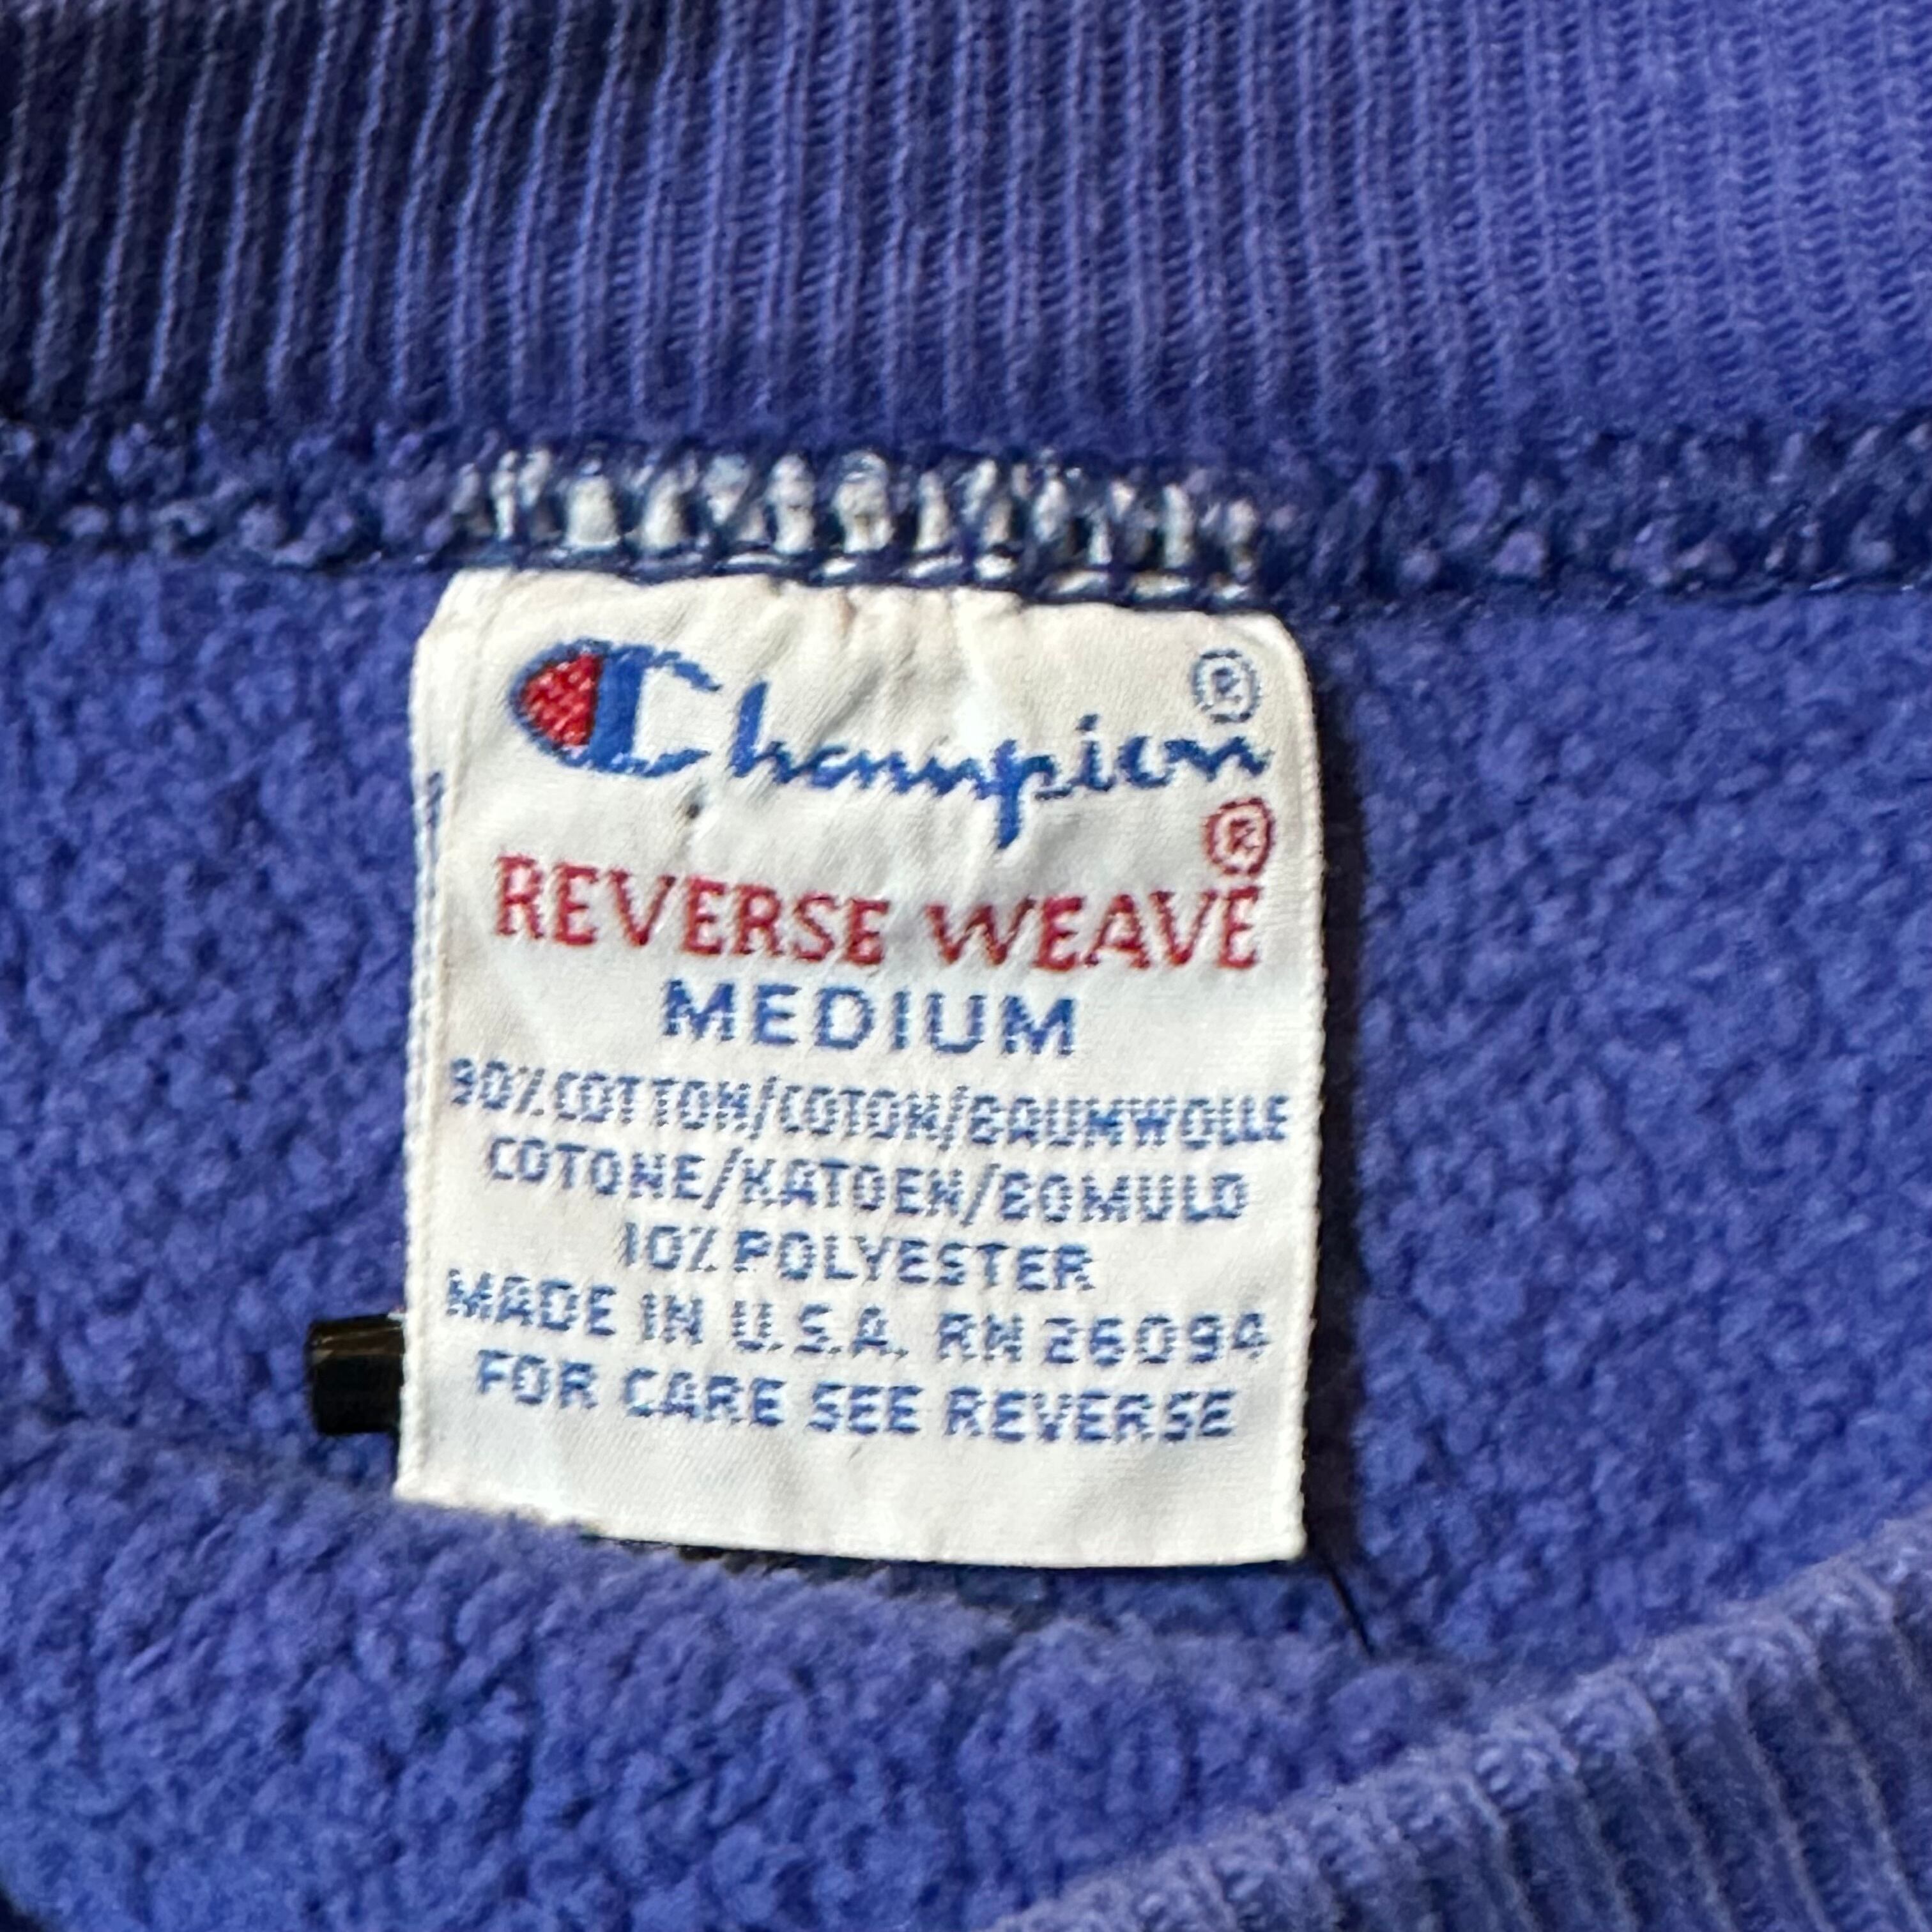 Champion®
REVERSE WEAVE®
MEDIUM
90% COTTON/COTON/BAUMWOLLE
COTONE/KATOEN/BOMULD
10% POLYESTER
MADE IN U.S.A. RN 26094
FOR CARE SEE REVERSE